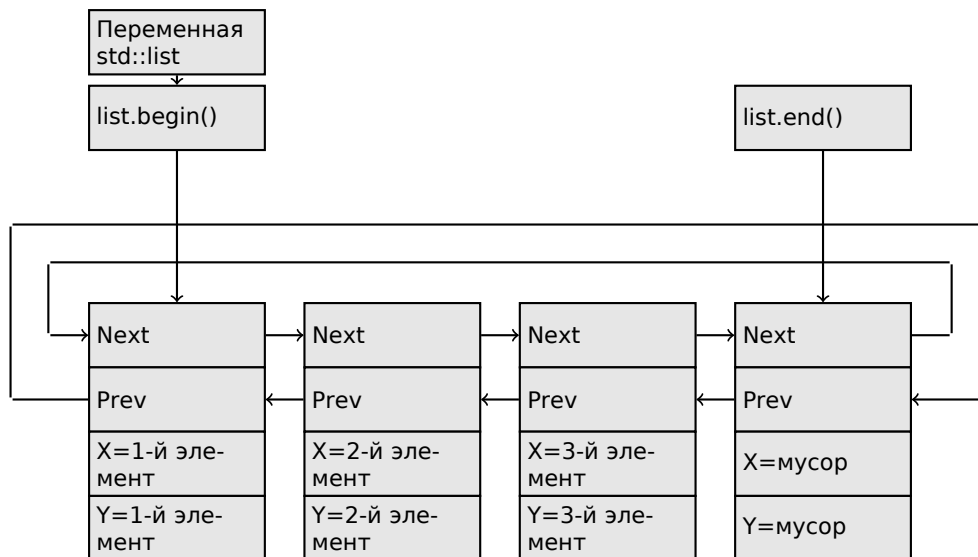 Переменная
std::list
list.begin()
list.end()
Next
Next
Next
Next
Prev
Prev
Prev
Prev
X=1-й эле-
мент
X=2-й эле-
мент
X=3-й эле-
мент
X=мусор
Y=1-й эле-
мент
Y=2-й эле-
мент
Y=3-й эле-
мент
Y=мусор